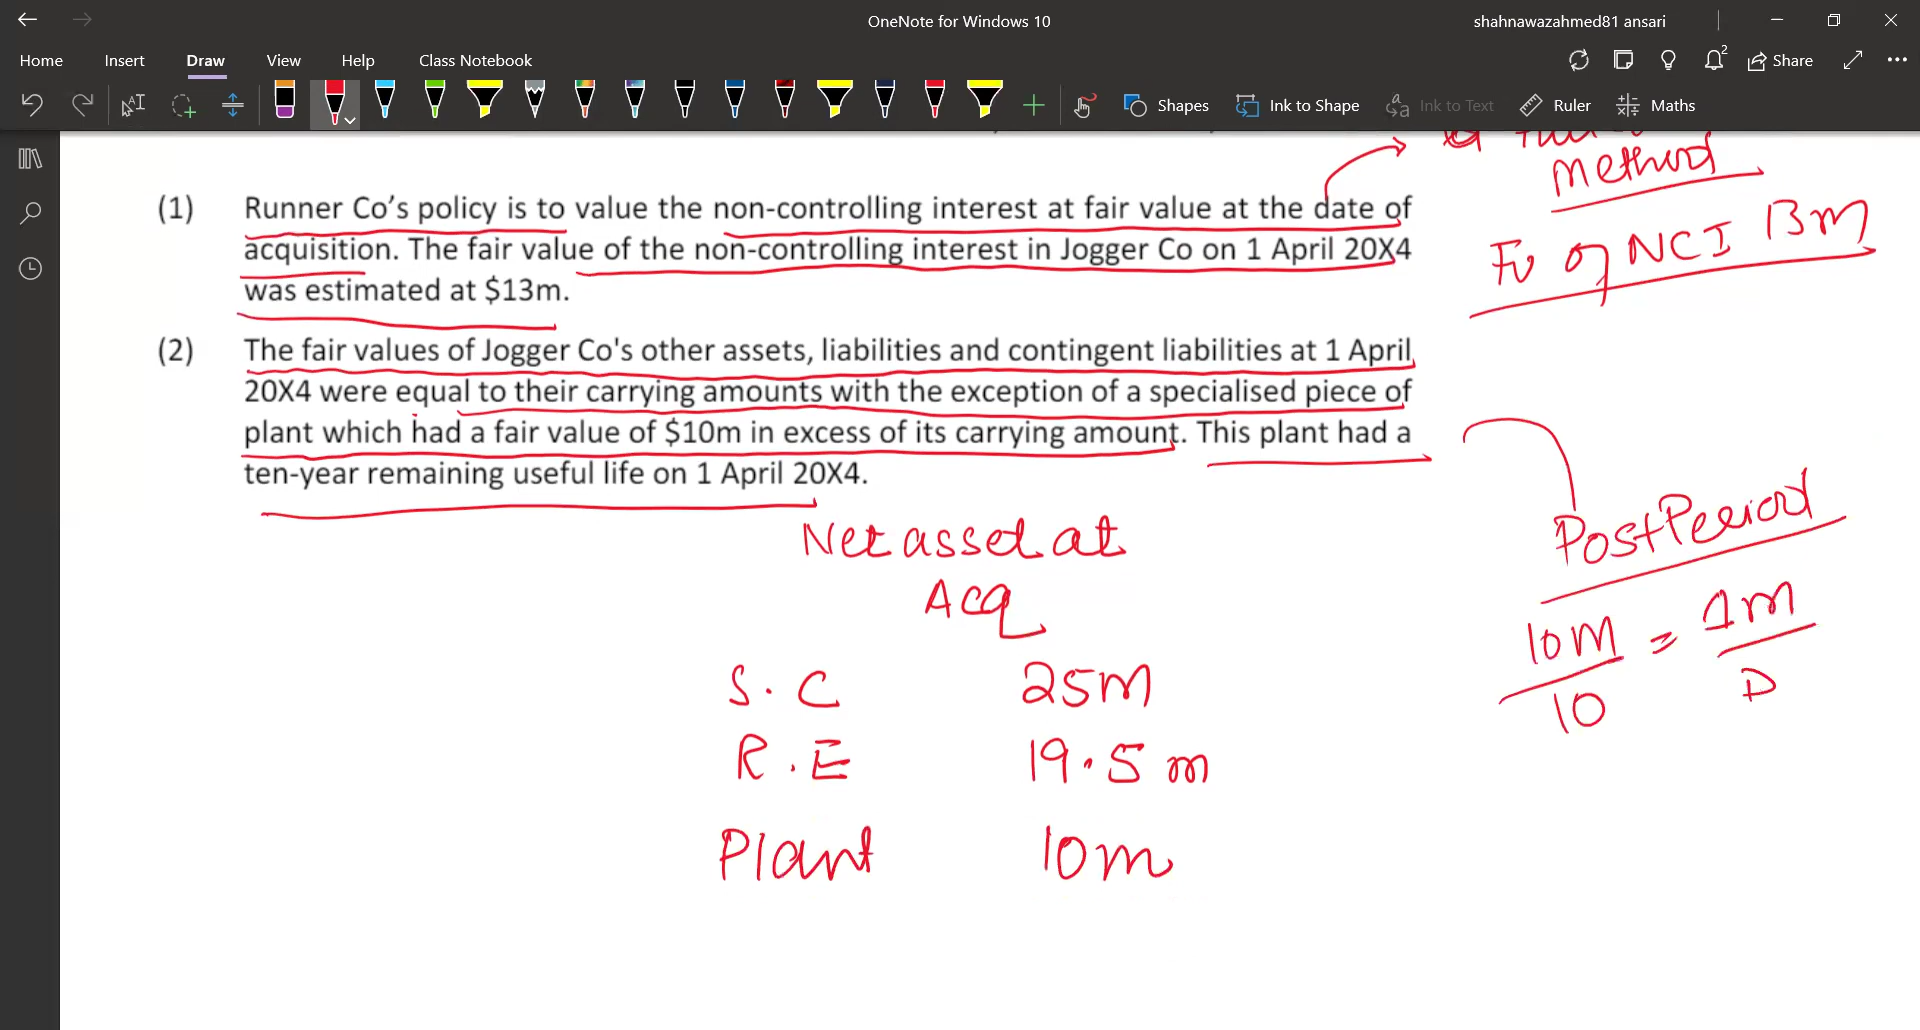 OneNote for Windows 10
shahnawazahmed81 ansari
Home Insert Draw View Help Class Notebook
2 Share
Shapes Ink to Shape Ink to Text Ruler Maths
method
(1) Runner Co's policy is to value the non-controlling interest at fair value at the date of
acquisition. The fair value of the non-controlling interest in Jogger Co on 1 April 20X4
was estimated at $13m.
Fv of NCI 13m
(2) The fair values of Jogger Co's other assets, liabilities and contingent liabilities at 1 April
20X4 were equal to their carrying amounts with the exception of a specialised piece of
plant which had a fair value of $10m in excess of its carrying amount. This plant had a
ten-year remaining useful life on 1 April 20X4.
Post Period
10M = 1m
10 D
Net asset at
Acq
S.C 25M
R.E 19.5m
Plant 10m